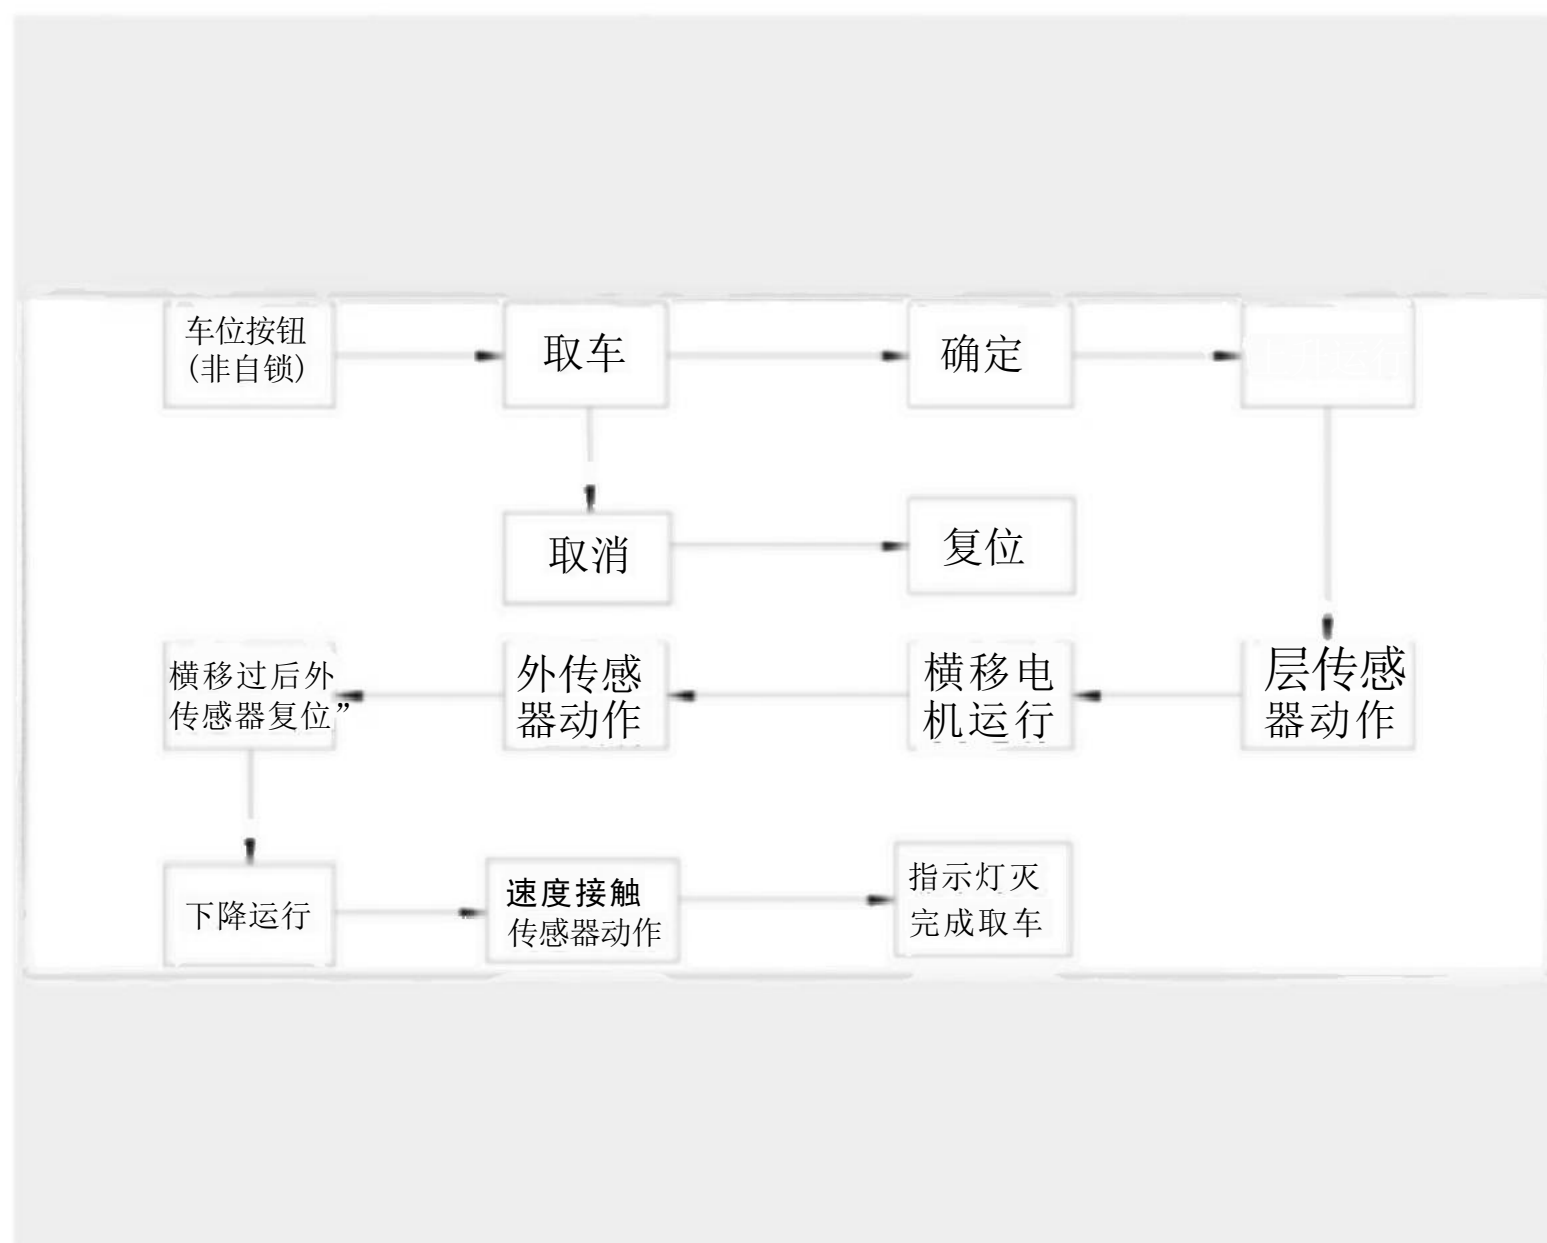 车位按钮
(非自锁)
取车
确定
取消
复位
横移过后外
传感器复位”
外传感
器动作
横移电
机运行
层传感
器动作
下降运行
速度接触
传感器动作
指示灯灭
完成取车